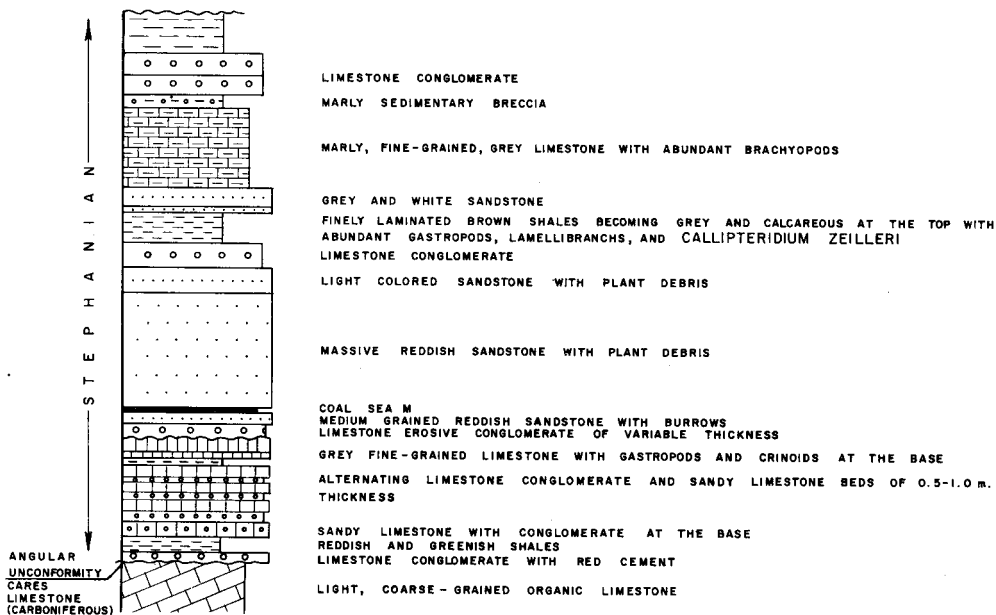 LIMESTONE CONGLOMERATE
MARLY SEDIMENTARY BRECCIA
MARLY, FINE-GRAINED, GREY LIMESTONE WITH ABUNDANT BRACHYOPODS
GREY AND WHITE SANDSTONE
FINELY LAMINATED BROWN SHALES BECOMING GREY AND CALCAREOUS AT THE TOP WITH
ABUNDANT GASTROPODS, LAMELLIBRANCHS, AND CALLIPTERIDIUM ZEILLERI
LIMESTONE CONGLOMERATE
LIGHT COLORED SANDSTONE WITH PLANT DEBRIS
STEPHANIAN
MASSIVE REDDISH SANDSTONE WITH PLANT DEBRIS
COAL SEA M
MEDIUM GRAINED REDDISH SANDSTONE WITH BURROWS
LIMESTONE EROSIVE CONGLOMERATE OF VARIABLE THICKNESS
GREY FINE-GRAINED LIMESTONE WITH GASTROPODS AND CRINOIDS AT THE BASE
ALTERNATING LIMESTONE CONGLOMERATE AND SANDY LIMESTONE BEDS OF 0.5-1.0 m.
THICKNESS
SANDY LIMESTONE WITH CONGLOMERATE AT THE BASE
REDDISH AND GREENISH SHALES
LIMESTONE CONGLOMERATE WITH RED CEMENT
ANGULAR
UNCONFORMITY
CARES
LIMESTONE
(CARBONIFEROUS)
LIGHT, COARSE-GRAINED ORGANIC LIMESTONE